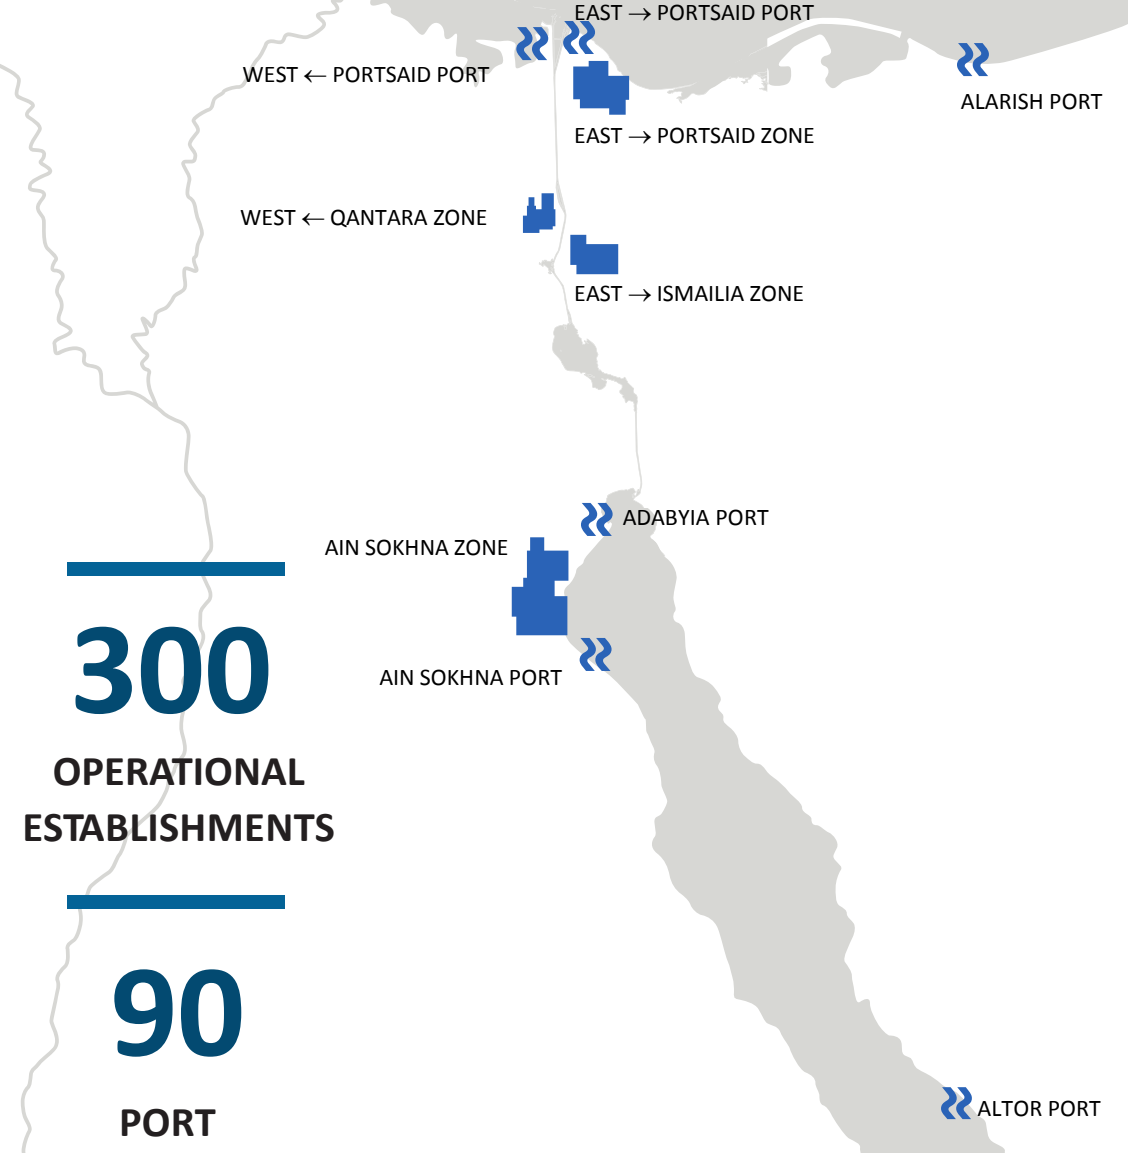 EAST → PORTSAID PORT
WEST ← PORTSAID PORT
ALARISH PORT
EAST → PORTSAID ZONE
WEST ← QANTARA ZONE
EAST → ISMAILIA ZONE
ADABYIA PORT
AIN SOKHNA ZONE
AIN SOKHNA PORT
300
OPERATIONAL
ESTABLISHMENTS
90
PORT
ALTOR PORT